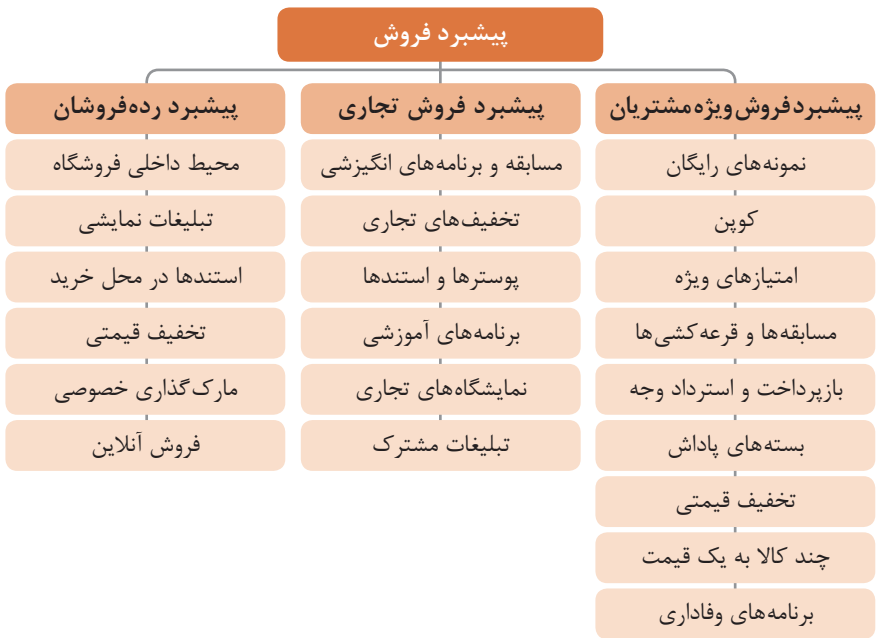 پیشبرد فروش
پیشبرد فروش ویژه مشتریان
نمونه‌های رایگان
کوپن
امتیازهای ویژه
مسابقه‌ها و قرعه‌کشی‌ها
بازپرداخت و استرداد وجه
بسته‌های پاداش
تخفیف قیمتی
چند کالا به یک قیمت
برنامه‌های وفاداری
پیشبرد فروش تجاری
مسابقه و برنامه‌های انگیزشی
تخفیف‌های تجاری
پوسترها و استندها
برنامه‌های آموزشی
نمایشگاه‌های تجاری
تبلیغات مشترک
پیشبرد رده‌فروشان
محیط داخلی فروشگاه
تبلیغات نمایشی
استندها در محل خرید
تخفیف قیمتی
مارک‌گذاری خصوصی
فروش آنلاین